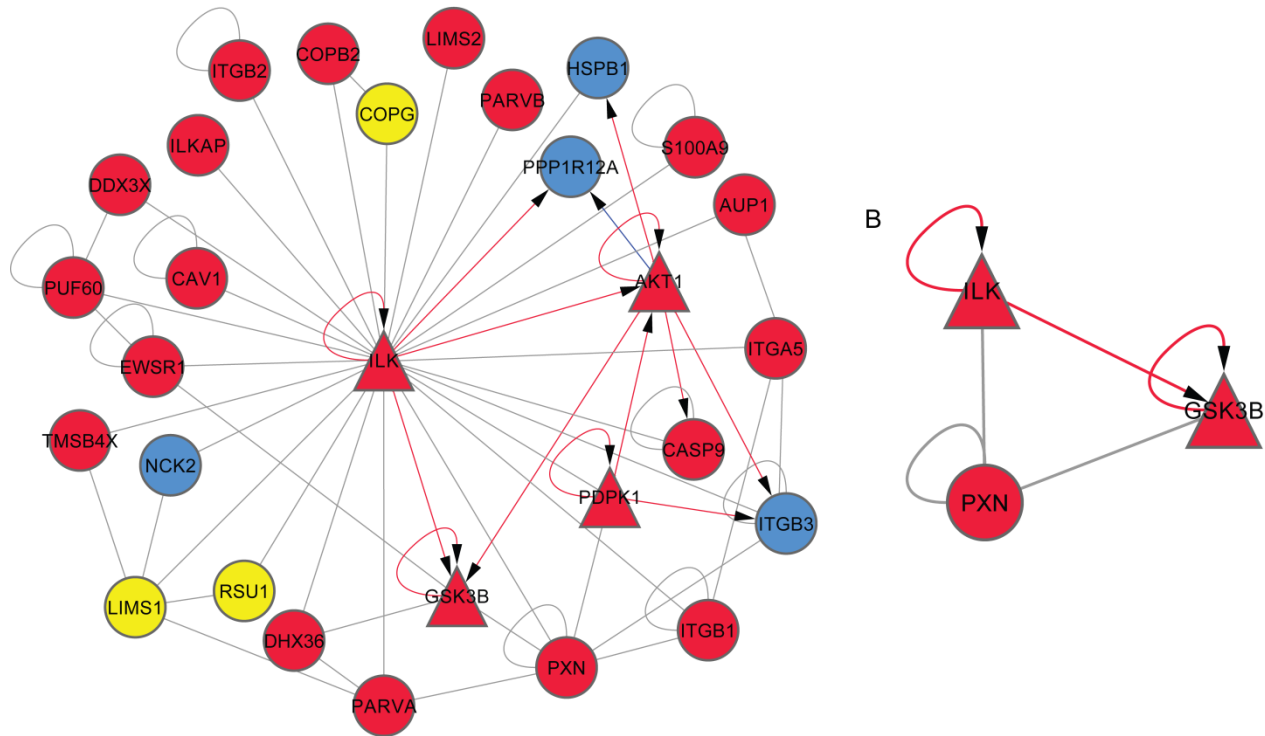 LIMS2
ITGB2
COPB2
HSPB1
COPG
PARVB
ILKAP
S100A9
PPP1R12A
DDX3X
AUP1
B
CAV1
AKT1
PUF60
ILK
ILK
EWSR1
ITGA5
GSK3B
TMSB4X
NCK2
CASP9
PDPK1
PXN
ITGB3
RSU1
GSK3B
LIMS1
DHX36
ITGB1
PXN
PARVA